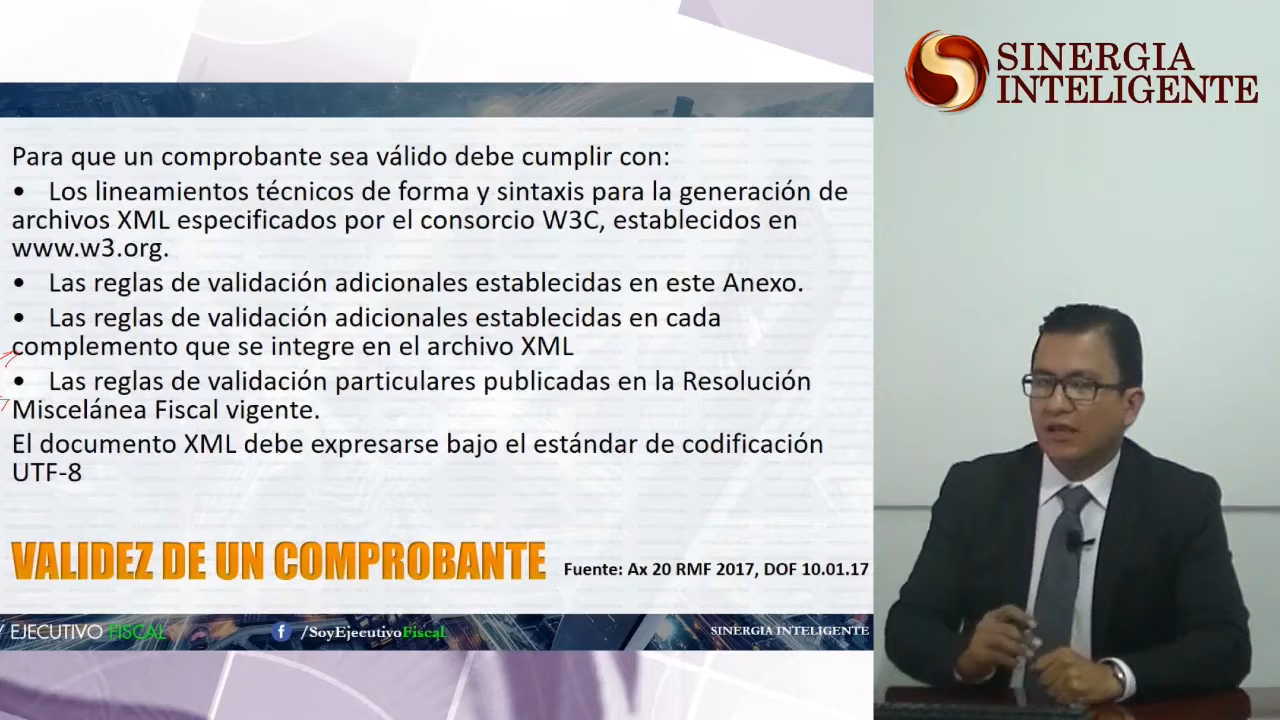 SINERGIA
INTELIGENTE
Para que un comprobante sea válido debe cumplir con:
• Los lineamientos técnicos de forma y sintaxis para la generación de
archivos XML especificados por el consorcio W3C, establecidos en
www.w3.org.
• Las reglas de validación adicionales establecidas en este Anexo.
• Las reglas de validación adicionales establecidas en cada
complemento que se integre en el archivo XML
• Las reglas de validación particulares publicadas en la Resolución
Miscelánea Fiscal vigente.
El documento XML debe expresarse bajo el estándar de codificación
UTF-8
VALIDEZ DE UN COMPROBANTE
Fuente: Ax 20 RMF 2017, DOF 10.01.17
Y EJECUTIVO FISCAL
f /SoyEjecutivoFiscal
SINERGIA INTELIGENTE